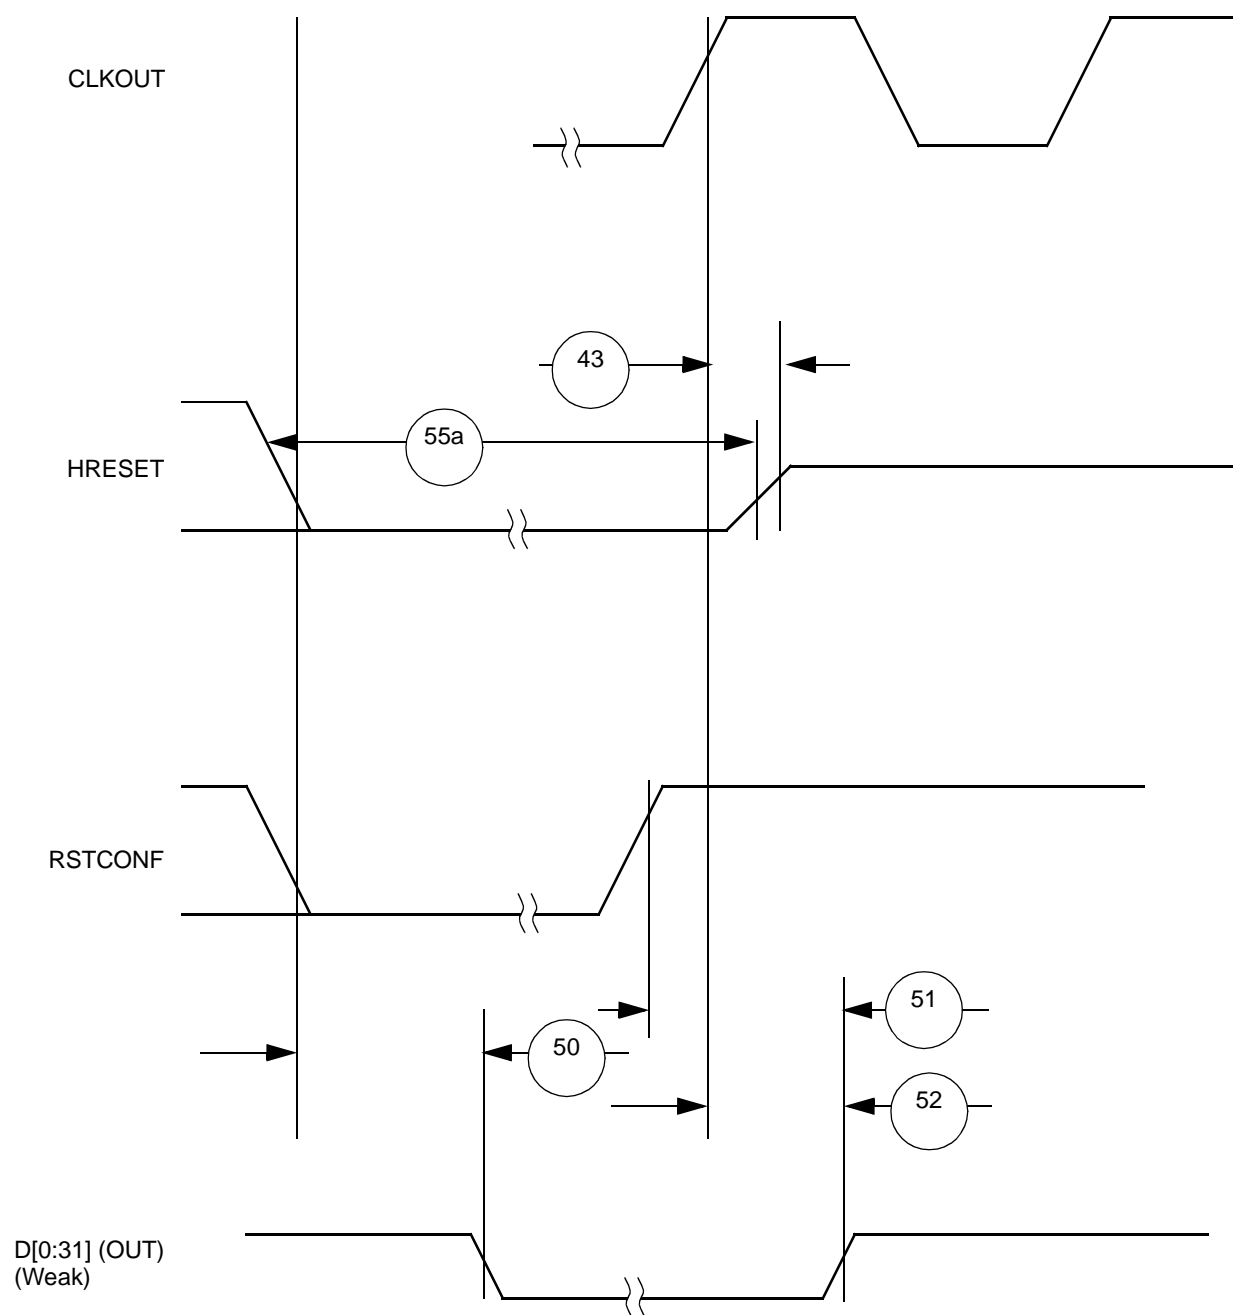 CLKOUT
43
55a
HRESET
RSTCONF
51
50
52
D[0:31] (OUT)
(Weak)